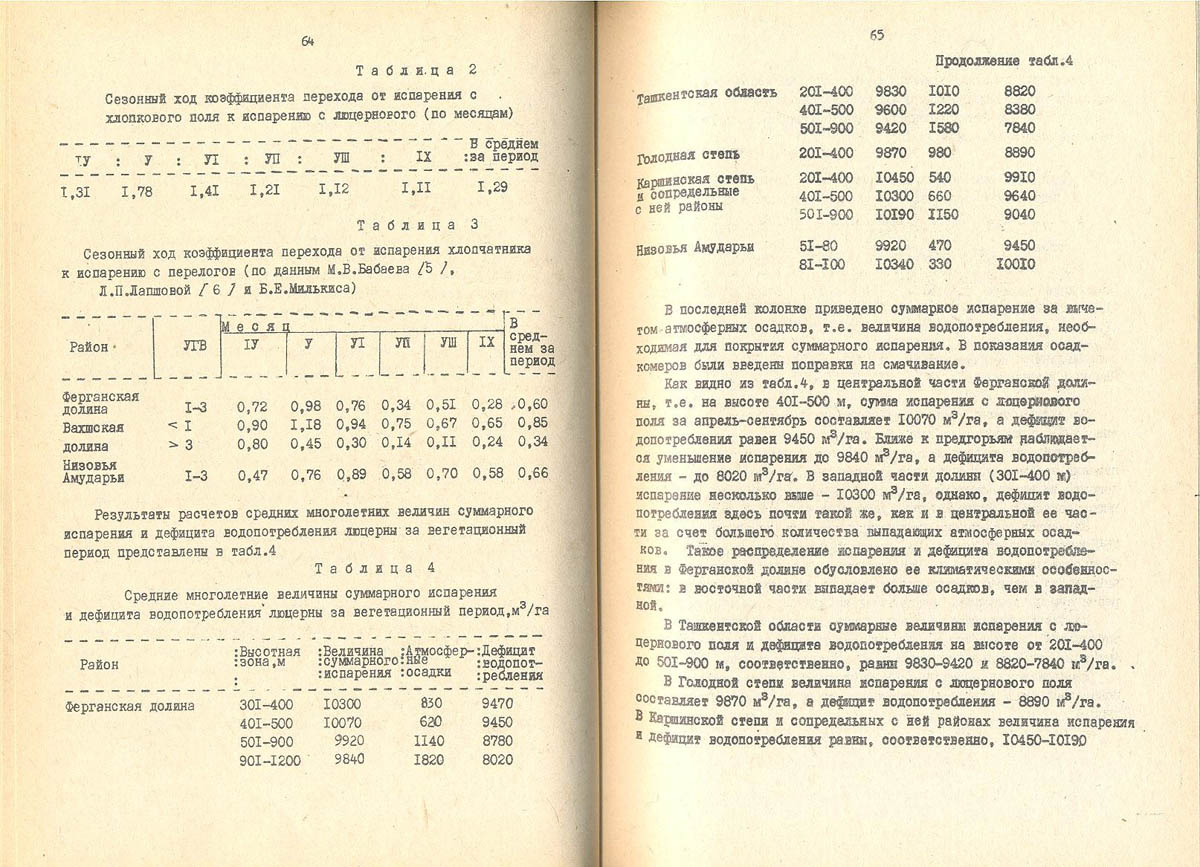 64
Таблица 2
Сезонный ход коэффициента перехода от испарения с
хлопкового поля к испарению с люцернового (по месяцам)
IУ : У : УI : УП : УШ : IX :В среднем за период
I,3I I,78 I,4I I,2I I,I2 I,II I,29
Таблица 3
Сезонный ход коэффициента перехода от испарения хлопчатника
к испарению с перелогов (по данным М.В.Бабаева /5/,
Л.П.Лапшовой /6/ и Б.Е.Милькиса)
Район УГВ Месяц В сред-
нем за
период
IУ У УI УП УШ IX
Ферганская
долина I-3 0,72 0,98 0,76 0,34 0,5I 0,28 0,60
Вахшская < I 0,90 I,I8 0,94 0,75 0,67 0,65 0,85
долина > 3 0,80 0,45 0,30 0,I4 0,II 0,24 0,34
Низовья
Амударьи I-3 0,47 0,76 0,89 0,58 0,70 0,58 0,66
Результаты расчетов средних многолетних величин суммарного
испарения и дефицита водопотребления люцерны за вегетационный
период представлены в табл.4
Таблица 4
Средние многолетние величины суммарного испарения
и дефицита водопотребления люцерны за вегетационный период,м³/га
:Высотная :Величина :Атмосфер-:Дефицит
Район :зона,м :суммарного:ные :водопот-
: :испарения :осадки :ребления
Ферганская долина 30I-400 I0300 830 9470
40I-500 I0070 620 9450
50I-900 9920 II40 8780
90I-I200 9840 I820 8020
65
Продолжение табл.4
Ташкентская область 20I-400 9830 I0I0 8820
40I-500 9600 I220 8380
50I-900 9420 I580 7840
Голодная степь 20I-400 9870 980 8890
Каршинская степь 20I-400 I0450 540 99I0
и сопредельные 40I-500 I0300 660 9640
с ней районы 50I-900 I0I90 II50 9040
Низовья Амударьи 5I-80 9920 470 9450
8I-I00 I0340 330 I00I0
В последней колонке приведено суммарное испарение за выче-
том атмосферных осадков, т.е. величина водопотребления, необ-
ходимая для покрытия суммарного испарения. В показания осад-
комеров были введены поправки на смачивание.
Как видно из табл.4, в центральной части Ферганской доли-
ны, т.е. на высоте 40I-500 м, сумма испарения с люцернового
поля за апрель-сентябрь составляет I0070 м³/га, а дефицит во-
допотребления равен 9450 м³/га. Ближе к предгорьям наблюдает-
ся уменьшение испарения до 9840 м³/га, а дефицита водопотреб-
ления - до 8020 м³/га. В западной части долины (30I-400 м)
испарение несколько выше - I0300 м³/га, однако, дефицит водо-
потребления здесь почти такой же, как и в центральной ее час-
ти за счет большего количества выпадающих атмосферных осад-
ков. Такое распределение испарения и дефицита водопотребле-
ния в Ферганской долине обусловлено ее климатическими особеннос-
тями: в восточной части выпадает больше осадков, чем в запад-
ной.
В Ташкентской области суммарные величины испарения с лю-
цернового поля и дефицита водопотребления на высоте от 20I-400
до 50I-900 м, соответственно, равны 9830-9420 и 8820-7840 м³/га.
В Голодной степи величина испарения с люцернового поля
составляет 9870 м³/га, а дефицит водопотребления - 8890 м³/га.
В Каршинской степи и сопредельных с ней районах величина испарения
и дефицит водопотребления равны, соответственно, I0450-I0I90